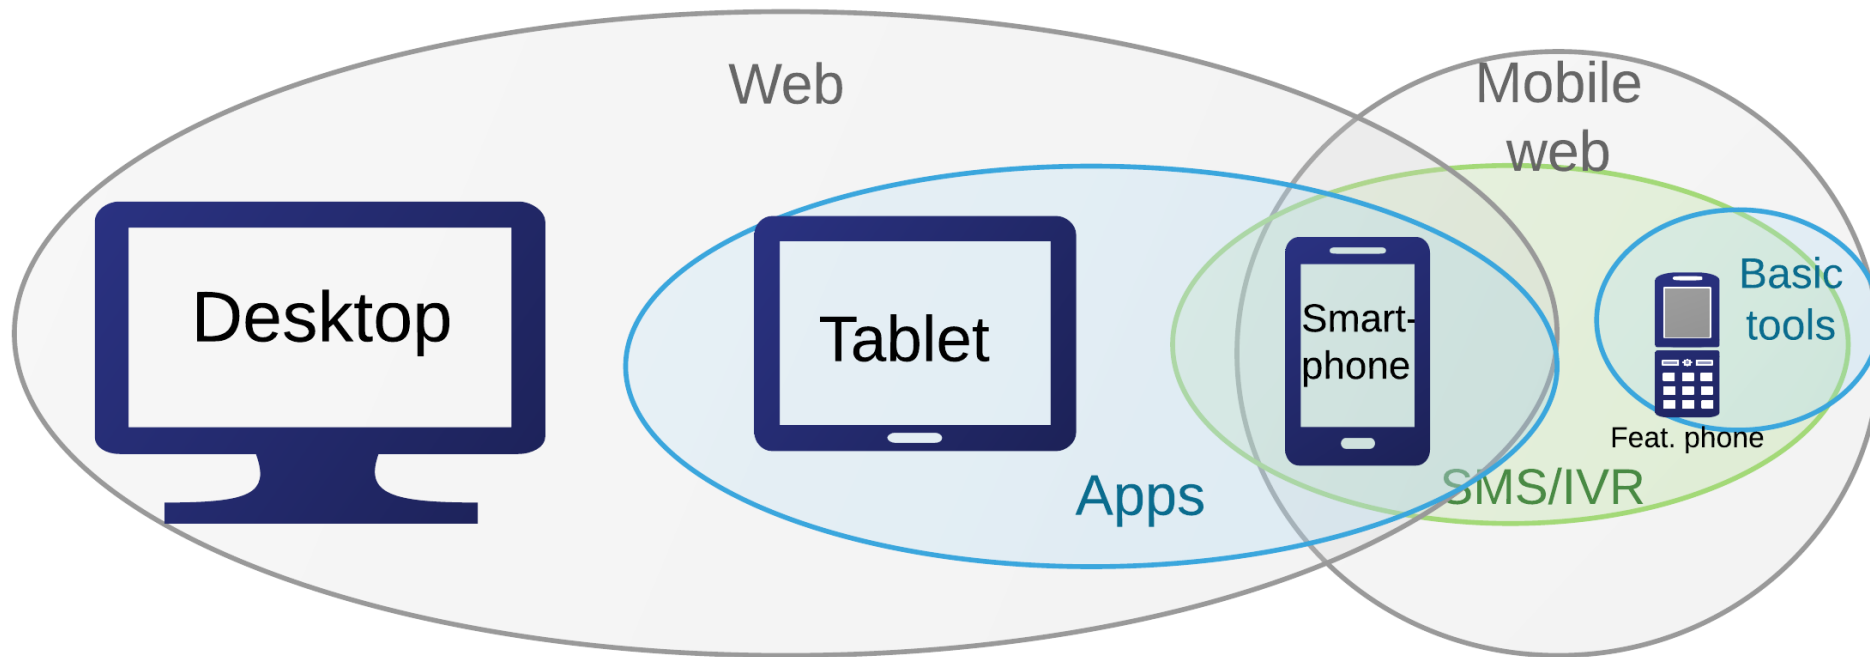 Web
Mobile
web
Desktop
Tablet
Smart-
phone
Basic
tools
Feat. phone
Apps
SMS/IVR